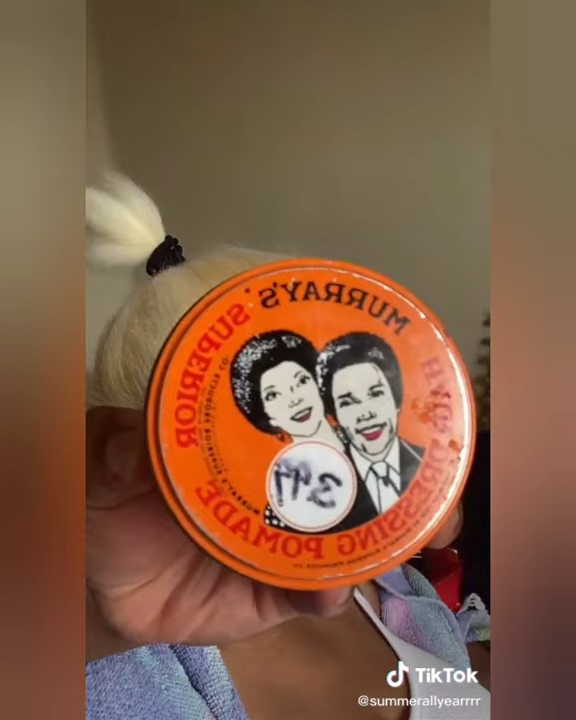 MURRAY'S
SUPERIOR
HAIR DRESSING POMADE
TikTok
@summerallyearrrr